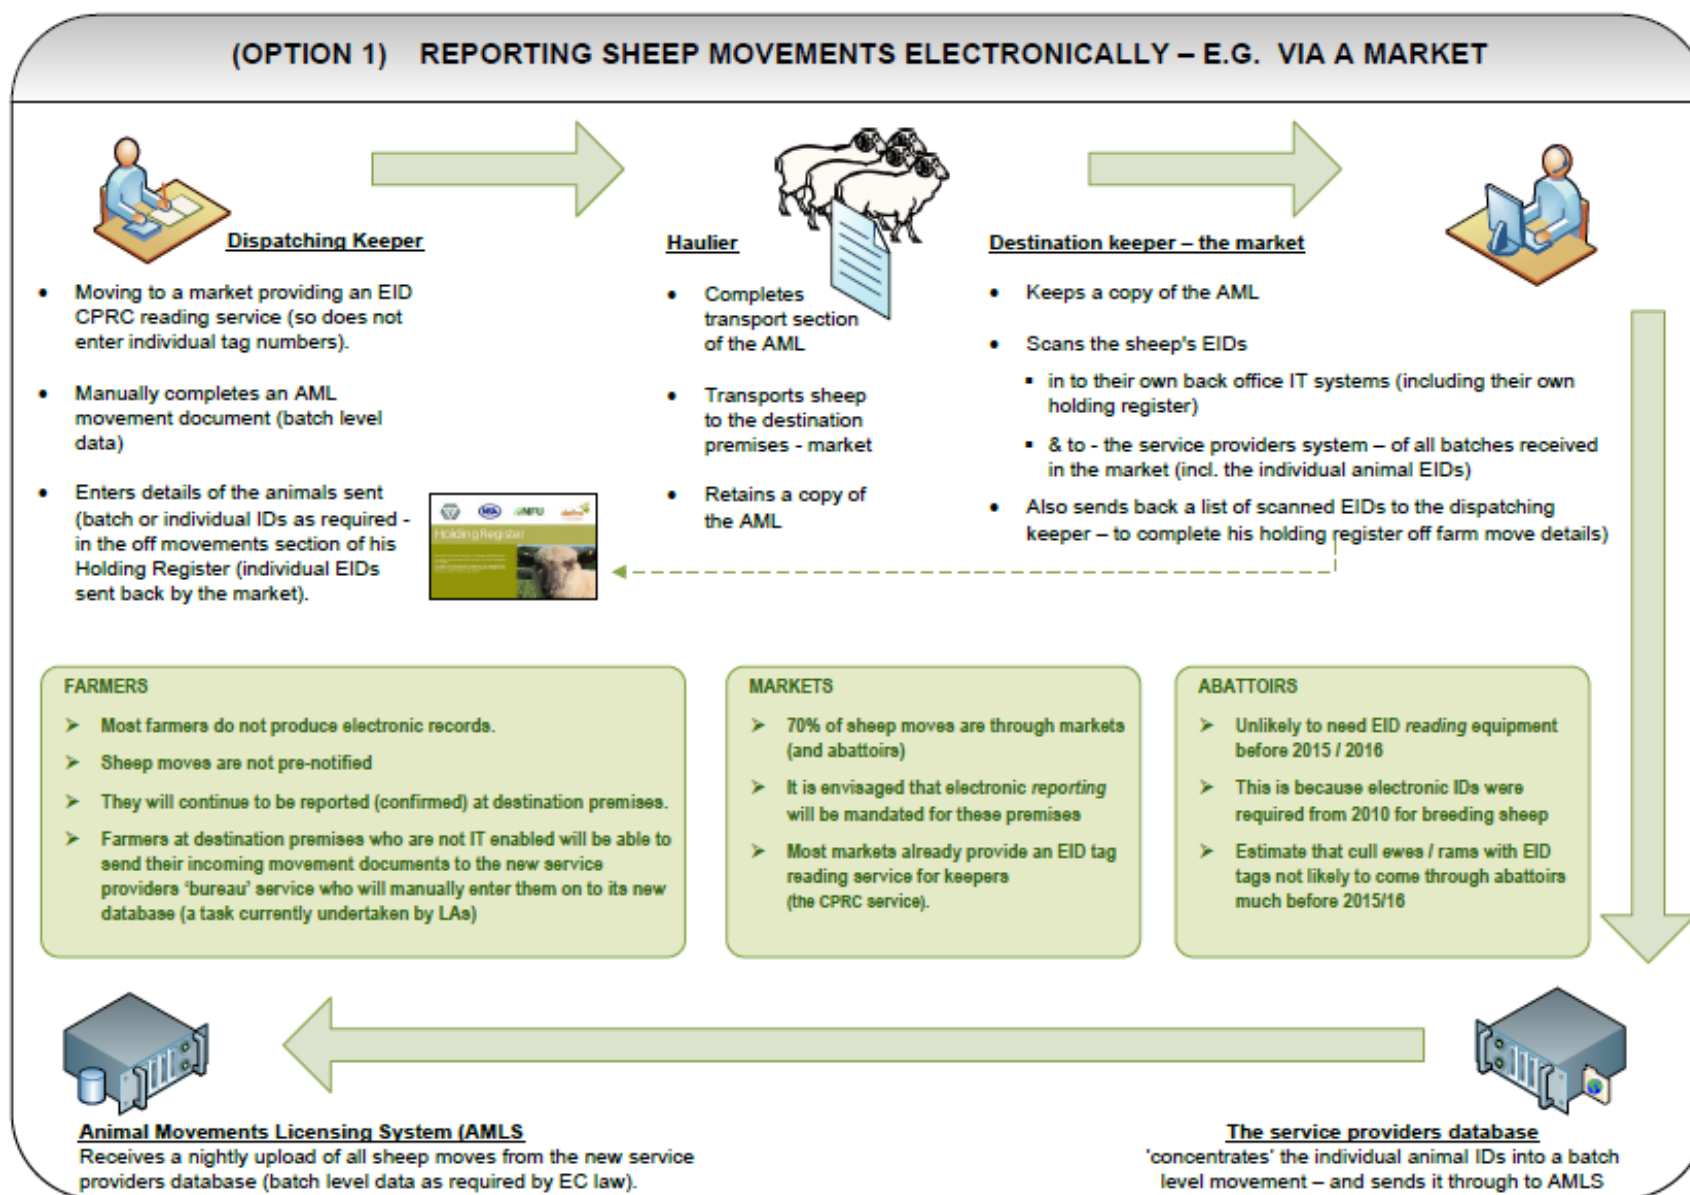 (OPTION 1) REPORTING SHEEP MOVEMENTS ELECTRONICALLY – E.G. VIA A MARKET
Dispatching Keeper
• Moving to a market providing an EID
CPRC reading service (so does not
enter individual tag numbers).
• Manually completes an AML
movement document (batch level
data)
• Enters details of the animals sent
(batch or individual IDs as required -
in the off movements section of his
Holding Register (individual EIDs
sent back by the market).
NFU
Holding Register
Haulier
• Completes
transport section
of the AML
• Transports sheep
to the destination
premises - market
• Retains a copy of
the AML
Destination keeper – the market
• Keeps a copy of the AML
• Scans the sheep's EIDs
▪ in to their own back office IT systems (including their own
holding register)
▪ & to - the service providers system – of all batches received
in the market (incl. the individual animal EIDs)
• Also sends back a list of scanned EIDs to the dispatching
keeper – to complete his holding register off farm move details)
FARMERS
➢ Most farmers do not produce electronic records.
➢ Sheep moves are not pre-notified
➢ They will continue to be reported (confirmed) at destination premises.
➢ Farmers at destination premises who are not IT enabled will be able to
send their incoming movement documents to the new service
providers ‘bureau’ service who will manually enter them on to its new
database (a task currently undertaken by LAs)
MARKETS
➢ 70% of sheep moves are through markets
(and abattoirs)
➢ It is envisaged that electronic reporting
will be mandated for these premises
➢ Most markets already provide an EID tag
reading service for keepers
(the CPRC service).
ABATTOIRS
➢ Unlikely to need EID reading equipment
before 2015 / 2016
➢ This is because electronic IDs were
required from 2010 for breeding sheep
➢ Estimate that cull ewes / rams with EID
tags not likely to come through abattoirs
much before 2015/16
Animal Movements Licensing System (AMLS
Receives a nightly upload of all sheep moves from the new service
providers database (batch level data as required by EC law).
The service providers database
‘concentrates’ the individual animal IDs into a batch
level movement – and sends it through to AMLS